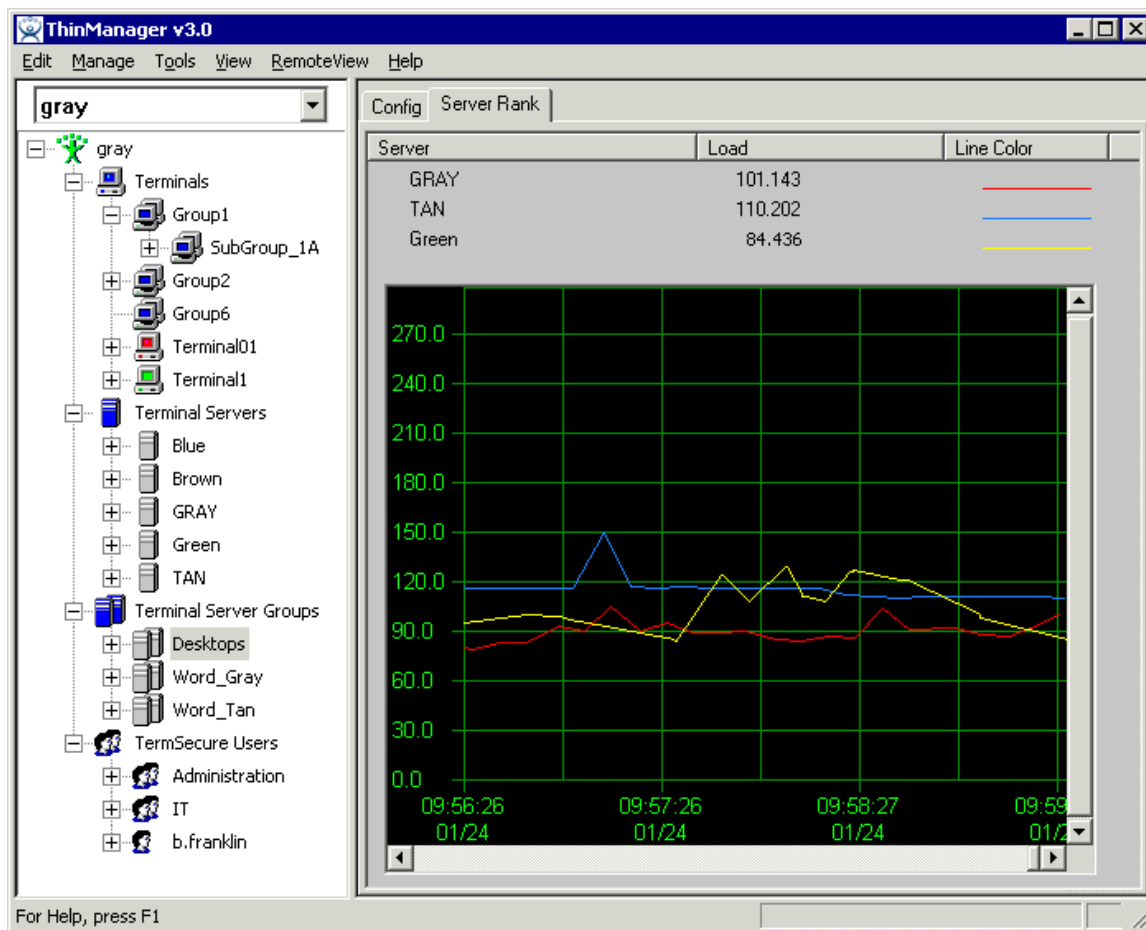 ThinManager v3.0
Edit Manage Tools View RemoteView Help
gray
gray
Terminals
Group1
SubGroup_1A
Group2
Group6
Terminal01
Terminal1
Terminal Servers
Blue
Brown
GRAY
Green
TAN
Terminal Server Groups
Desktops
Word_Gray
Word_Tan
TermSecure Users
Administration
IT
b.franklin
Config Server Rank
Server Load Line Color
GRAY 101.143
TAN 110.202
Green 84.436
270.0
240.0
210.0
180.0
150.0
120.0
90.0
60.0
30.0
0.0
09:56:26 09:57:26 09:58:27 09:59
01/24 01/24 01/24 01/2
For Help, press F1